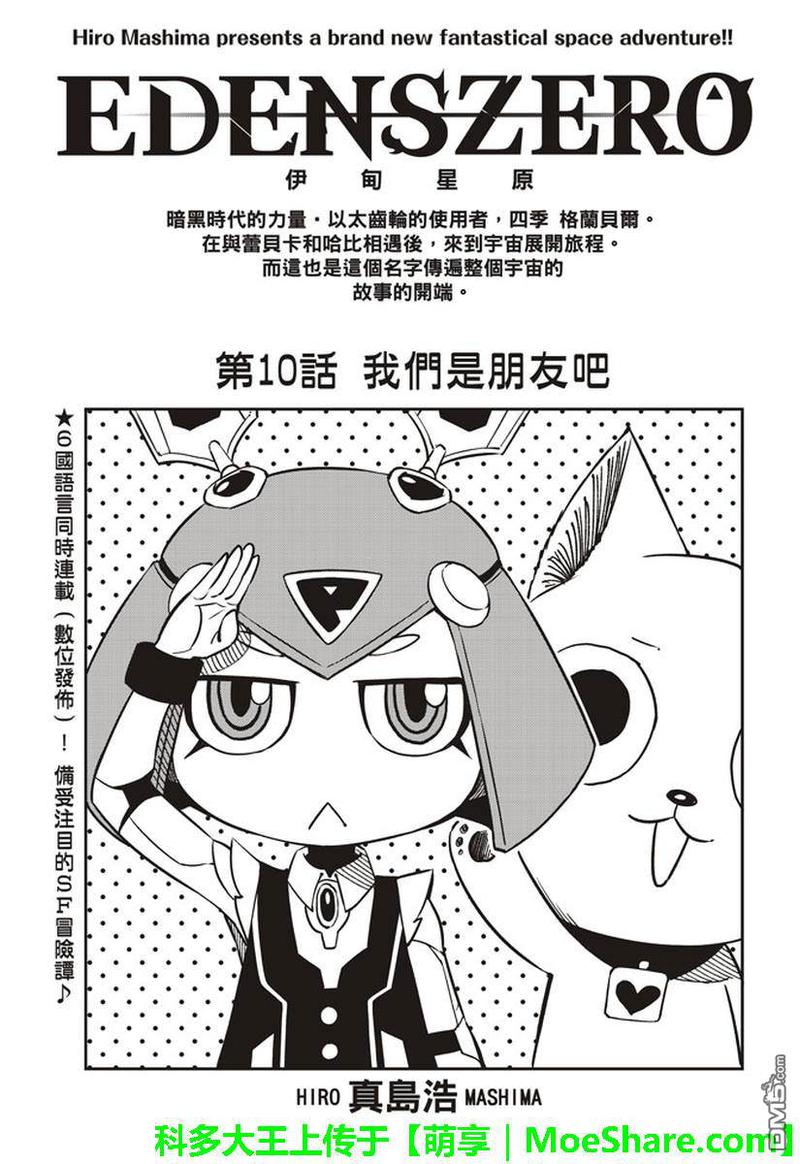 Hiro Mashima presents a brand new fantastical space adventure!!
EDENSZERO
伊甸星原
暗黑時代的力量・以太齒輪的使用者，四季 格蘭貝爾。
在與蕾貝卡和哈比相遇後，來到宇宙展開旅程。
而這也是這個名字傳遍整個宇宙的
故事的開端。
第10話 我們是朋友吧
★6國語言同時連載（數位發佈）！ 備受注目的SF冒險譚♪
HIRO 真島浩 MASHIMA
DM5.com
科多大王上传于【萌享｜MoeShare.com】